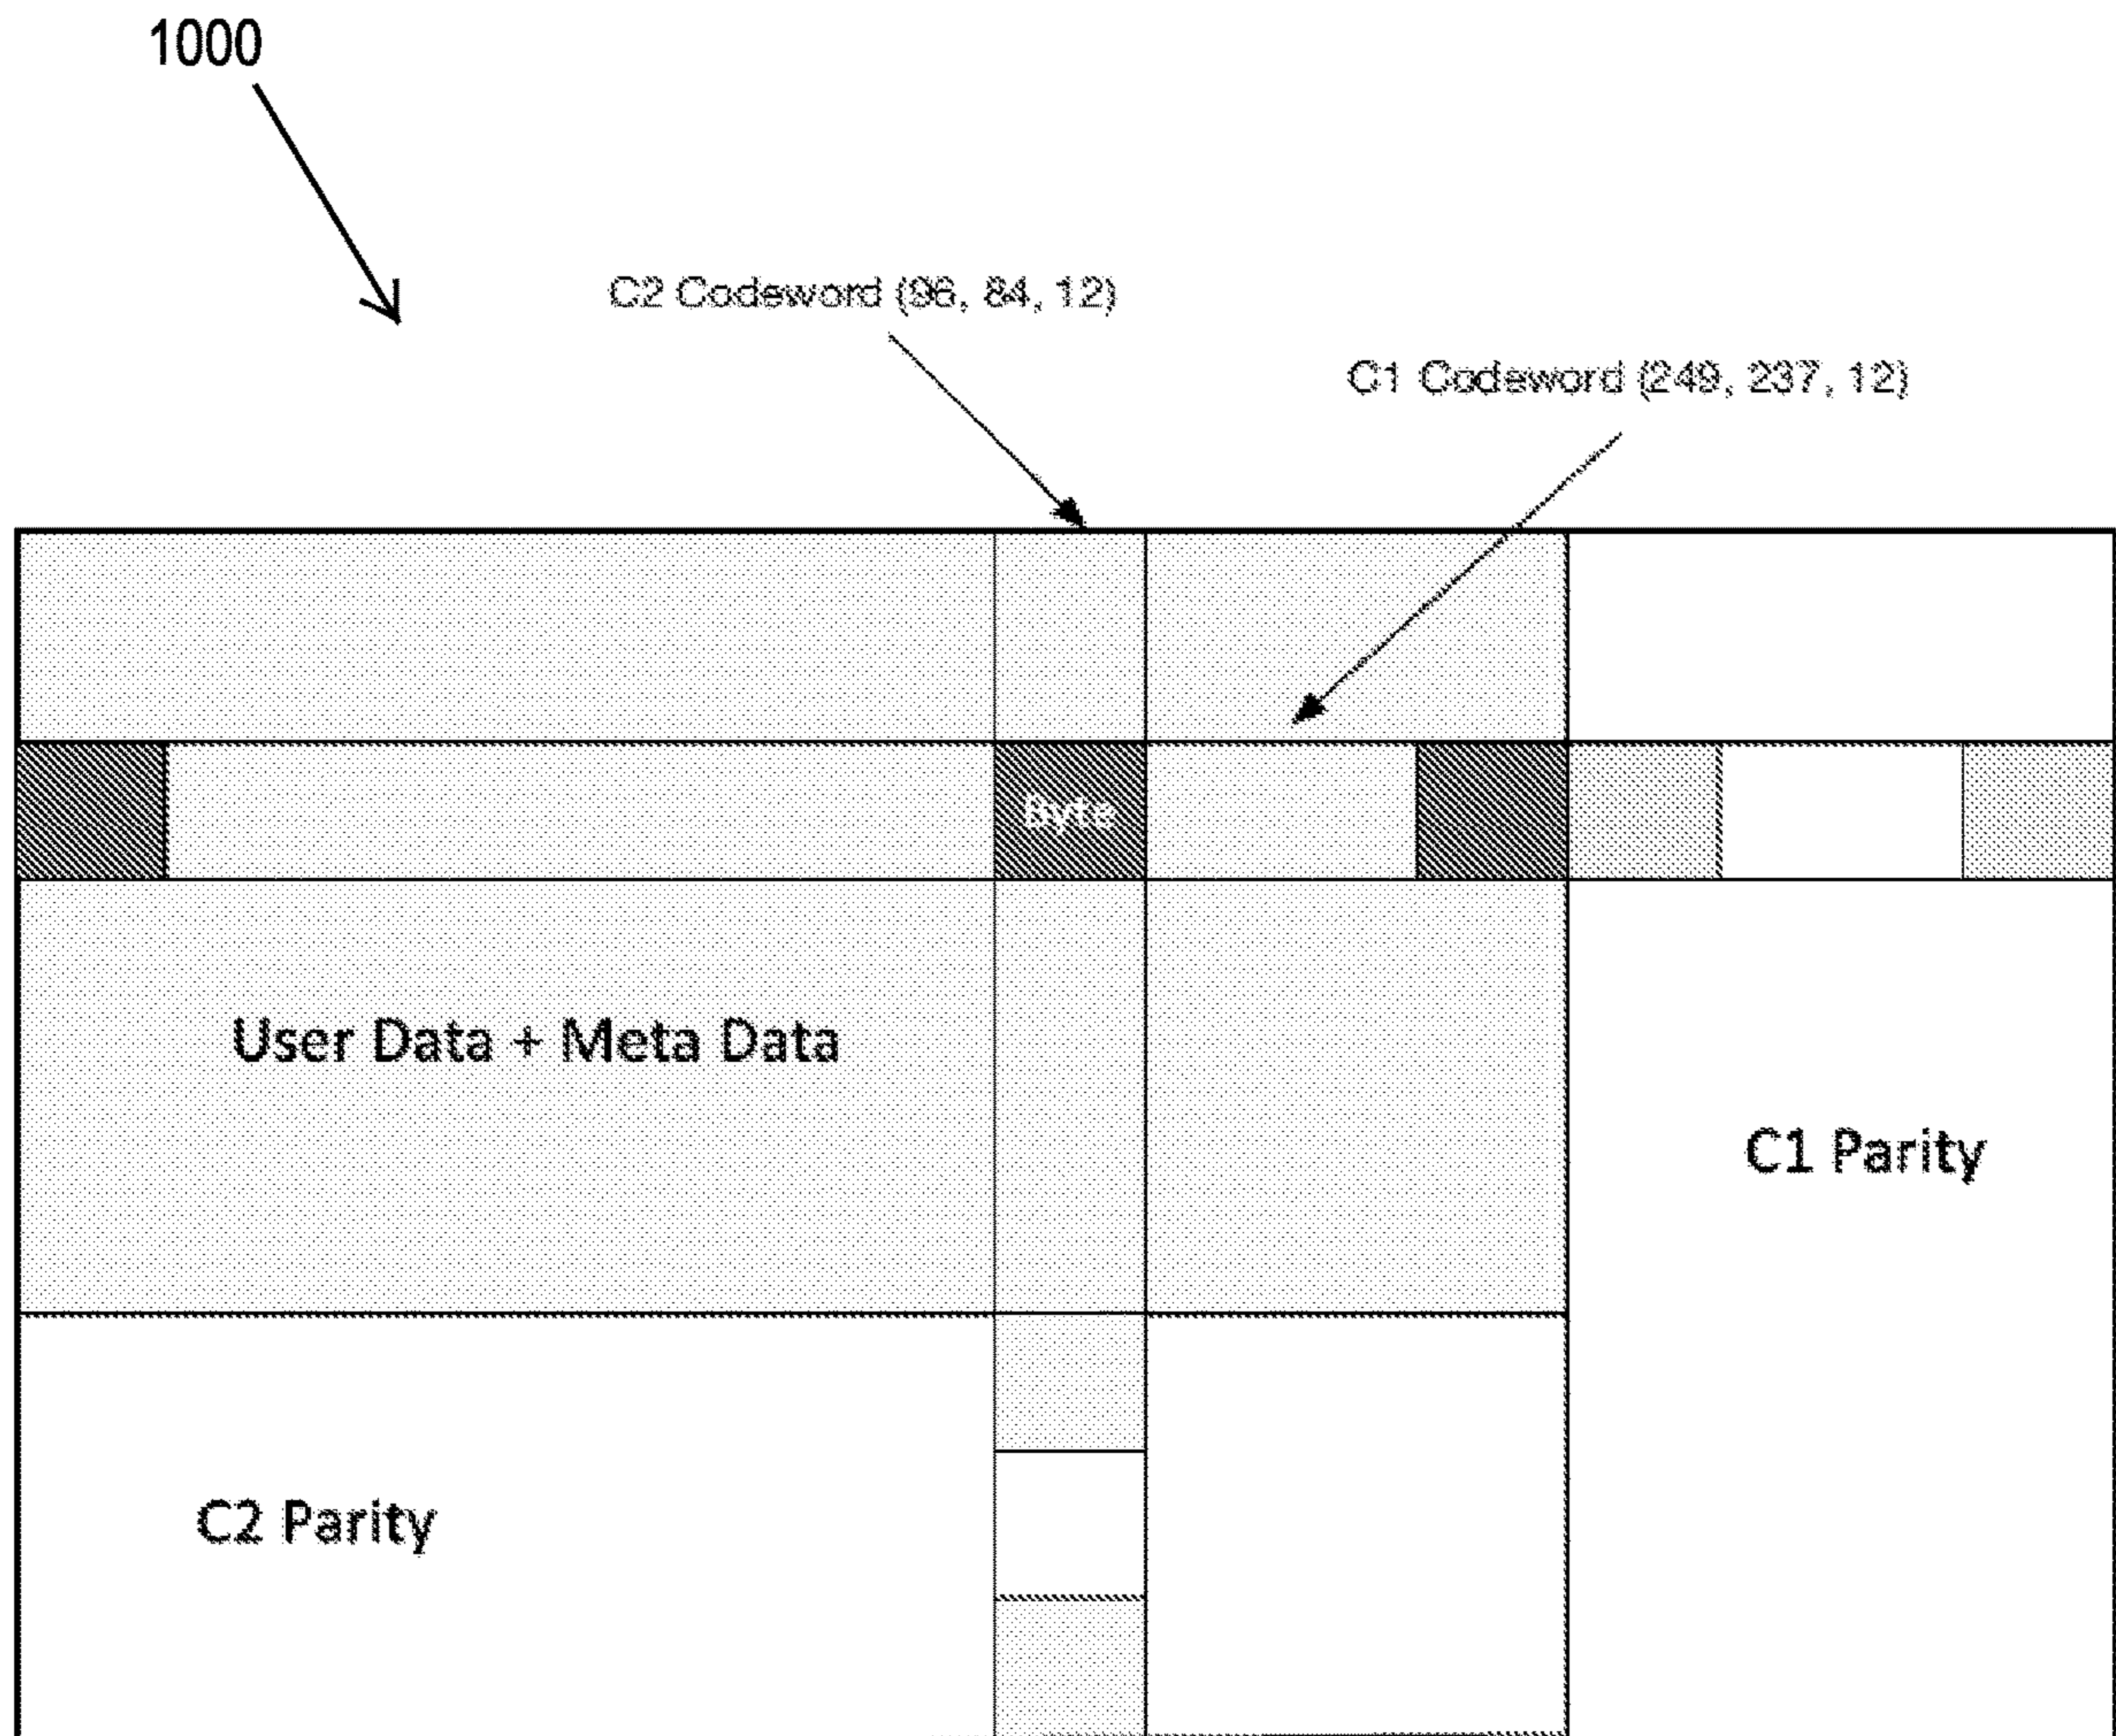 1000
C2 Codeword (96, 84, 12)
C1 Codeword (249, 237, 12)
Byte
User Data + Meta Data
C1 Parity
C2 Parity